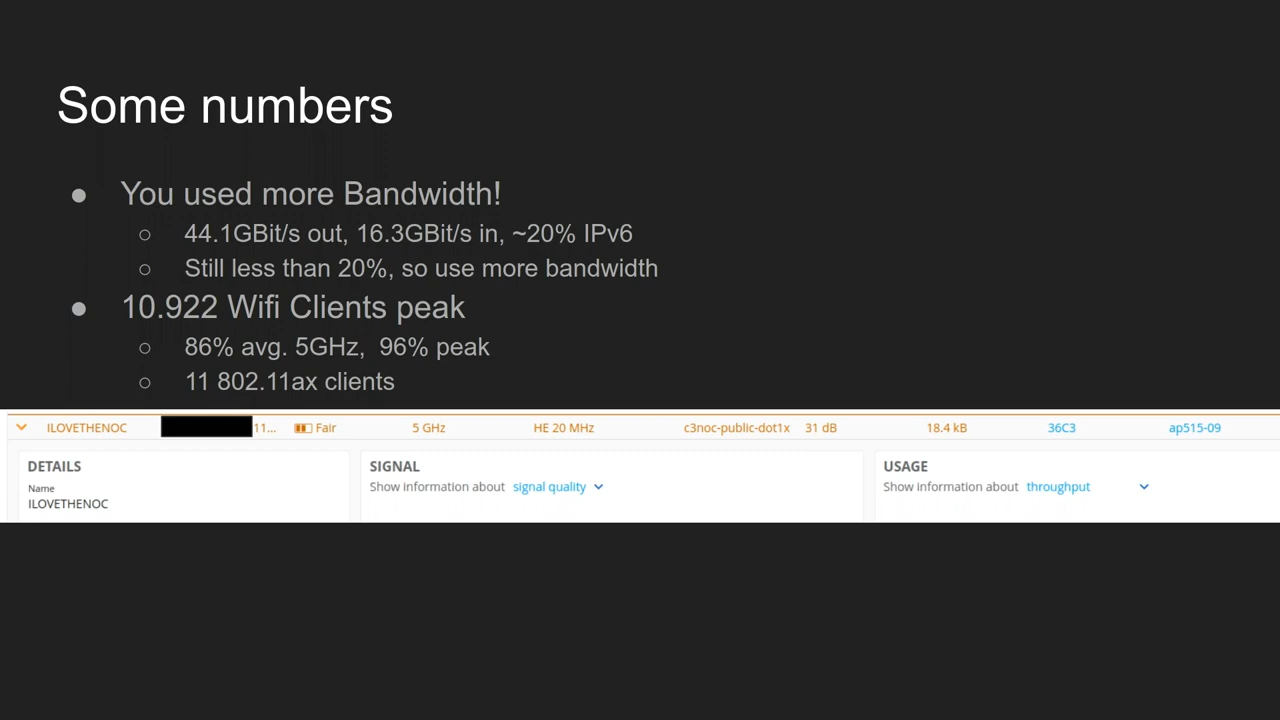 Some numbers
● You used more Bandwidth!
○ 44.1GBit/s out, 16.3GBit/s in, ~20% IPv6
○ Still less than 20%, so use more bandwidth
● 10.922 Wifi Clients peak
○ 86% avg. 5GHz, 96% peak
○ 11 802.11ax clients
ILOVETHENOC 11... Fair 5 GHz HE 20 MHz c3noc-public-dot1x 31 dB 18.4 kB 36C3 ap515-09
DETAILS SIGNAL USAGE
Name Show information about signal quality Show information about throughput
ILOVETHENOC